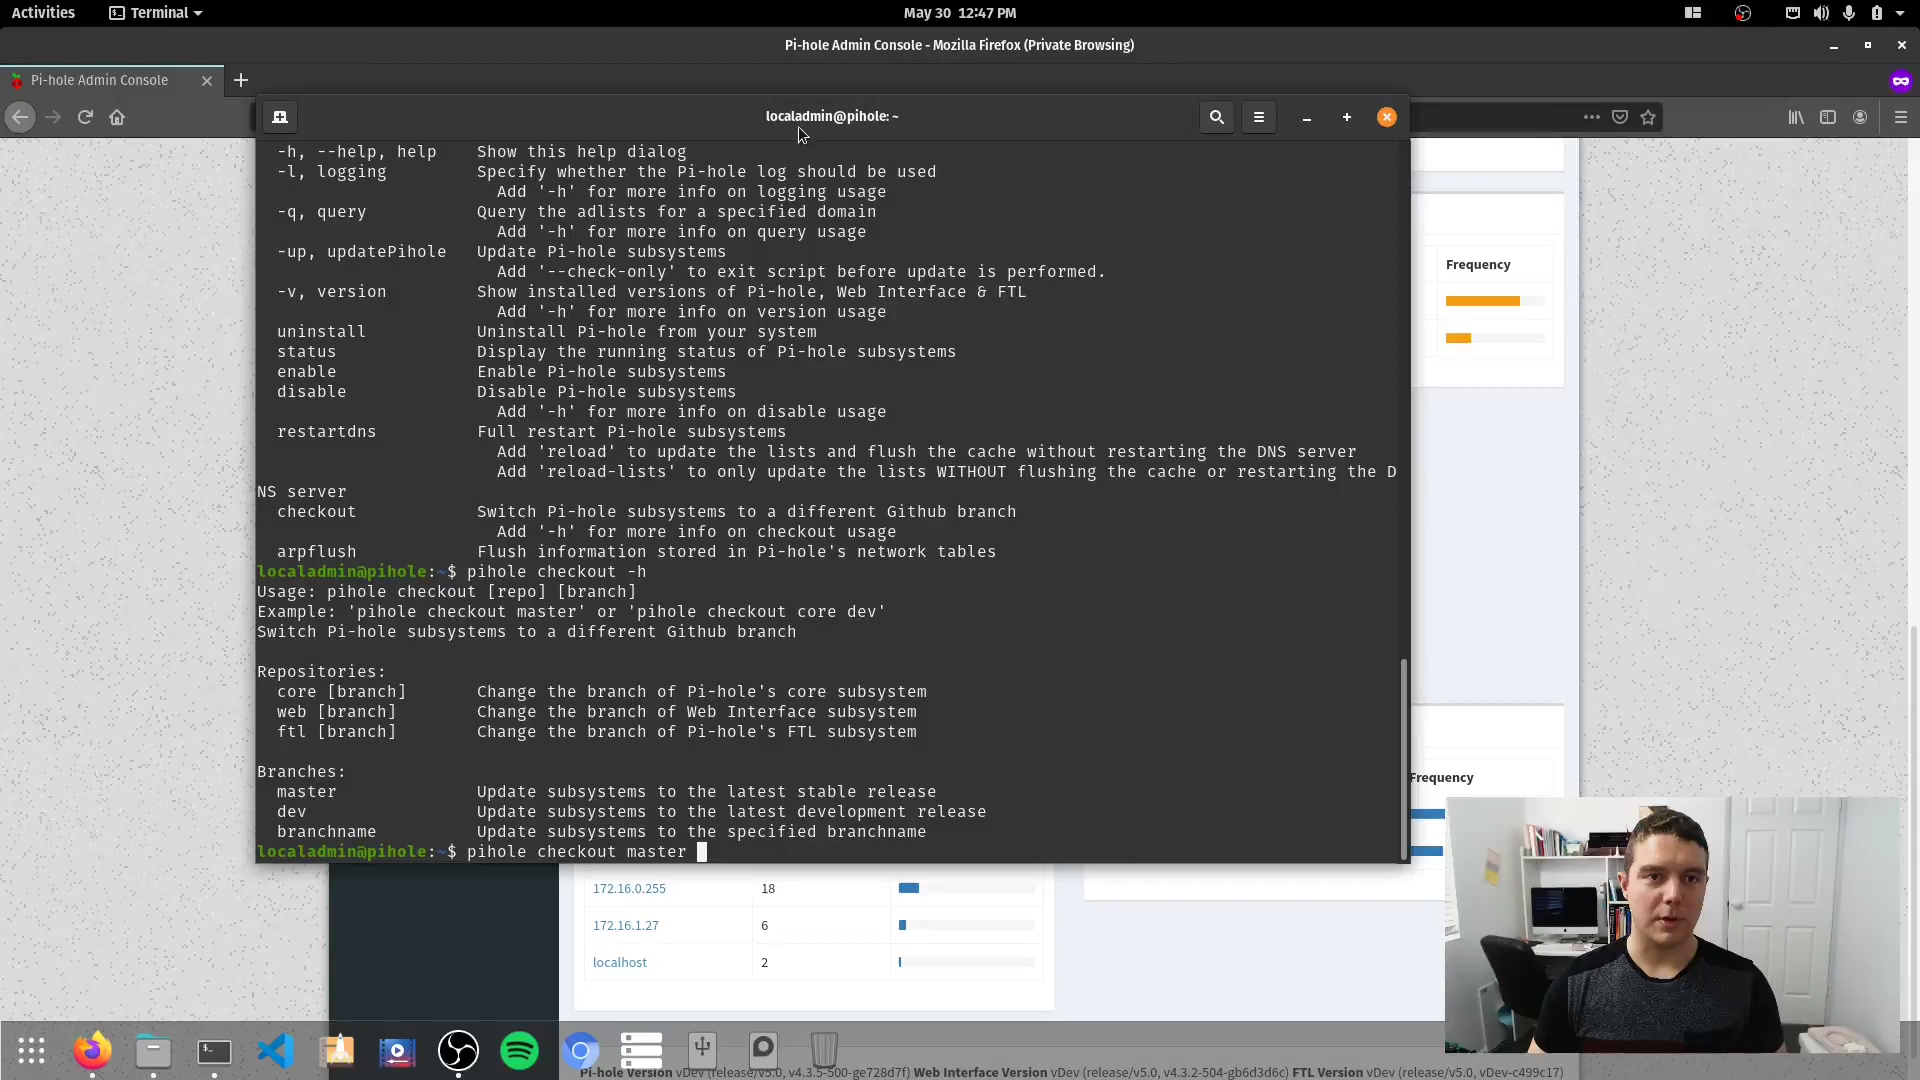 Activities
Terminal
May 30 12:47 PM
Pi-hole Admin Console - Mozilla Firefox (Private Browsing)
Pi-hole Admin Console
localadmin@pihole: ~
-h, --help, help Show this help dialog
-l, logging Specify whether the Pi-hole log should be used
Add '-h' for more info on logging usage
-q, query Query the adlists for a specified domain
Add '-h' for more info on query usage
-up, updatePihole Update Pi-hole subsystems
Add '--check-only' to exit script before update is performed.
-v, version Show installed versions of Pi-hole, Web Interface & FTL
Add '-h' for more info on version usage
uninstall Uninstall Pi-hole from your system
status Display the running status of Pi-hole subsystems
enable Enable Pi-hole subsystems
disable Disable Pi-hole subsystems
Add '-h' for more info on disable usage
restartdns Full restart Pi-hole subsystems
Add 'reload' to update the lists and flush the cache without restarting the DNS server
Add 'reload-lists' to only update the lists WITHOUT flushing the cache or restarting the D
NS server
checkout Switch Pi-hole subsystems to a different Github branch
Add '-h' for more info on checkout usage
arpflush Flush information stored in Pi-hole's network tables
localadmin@pihole:~$ pihole checkout -h
Usage: pihole checkout [repo] [branch]
Example: 'pihole checkout master' or 'pihole checkout core dev'
Switch Pi-hole subsystems to a different Github branch
Repositories:
core [branch] Change the branch of Pi-hole's core subsystem
web [branch] Change the branch of Web Interface subsystem
ftl [branch] Change the branch of Pi-hole's FTL subsystem
Branches:
master Update subsystems to the latest stable release
dev Update subsystems to the latest development release
branchname Update subsystems to the specified branchname
localadmin@pihole:~$ pihole checkout master
Frequency
Frequency
172.16.0.255 18
172.16.1.27 6
localhost 2
Pi-hole Version vDev (release/v5.0, v4.3.5-500-ge728d7f) Web Interface Version vDev (release/v5.0, v4.3.2-504-gb6d3d6c) FTL Version vDev (release/v5.0, vDev-c499c17)